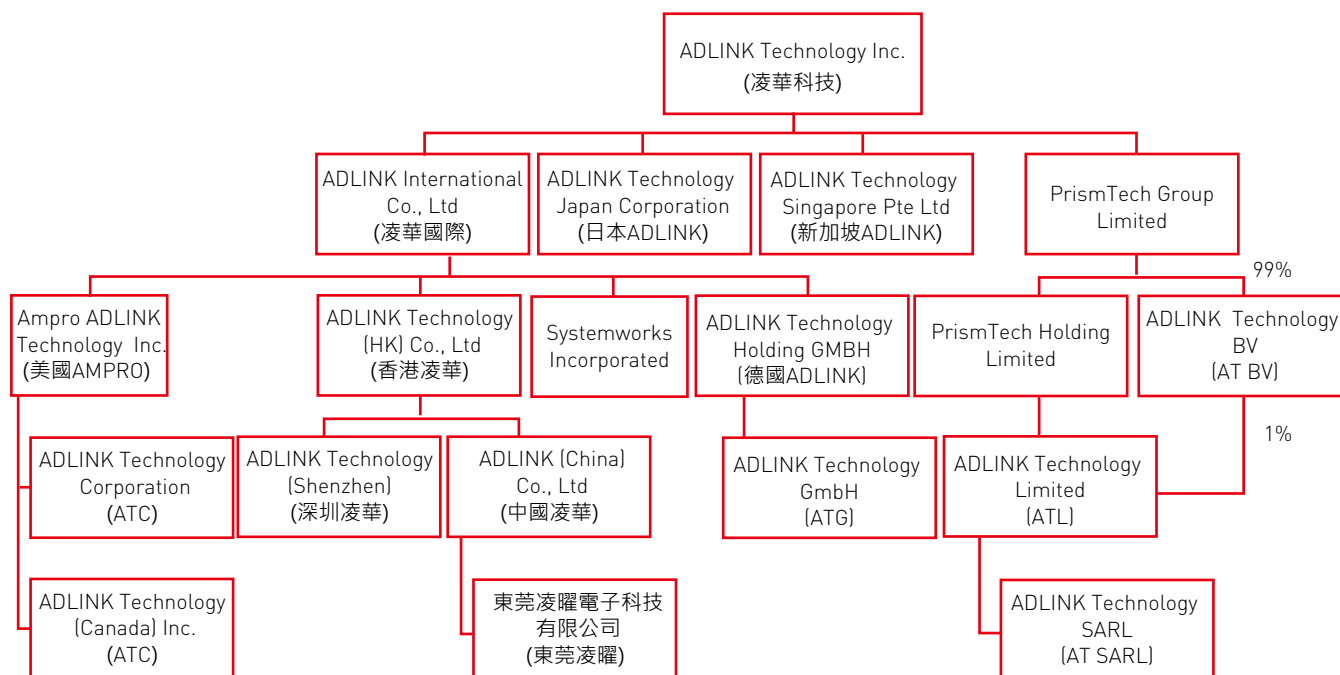 ADLINK Technology Inc.
(凌華科技)
ADLINK International
Co., Ltd
(凌華國際)
ADLINK Technology
Japan Corporation
(日本ADLINK)
ADLINK Technology
Singapore Pte Ltd
(新加坡ADLINK)
PrismTech Group
Limited
99%
Ampro ADLINK
Technology Inc.
(美國AMPRO)
ADLINK Technology
(HK) Co., Ltd
(香港凌華)
Systemworks
Incorporated
ADLINK Technology
Holding GMBH
(德國ADLINK)
PrismTech Holding
Limited
ADLINK Technology
BV
(AT BV)
1%
ADLINK Technology
Corporation
(ATC)
ADLINK Technology
(Shenzhen)
(深圳凌華)
ADLINK (China)
Co., Ltd
(中國凌華)
ADLINK Technology
GmbH
(ATG)
ADLINK Technology
Limited
(ATL)
ADLINK Technology
(Canada) Inc.
(ATC)
東莞凌曜電子科技
有限公司
(東莞凌曜)
ADLINK Technology
SARL
(AT SARL)